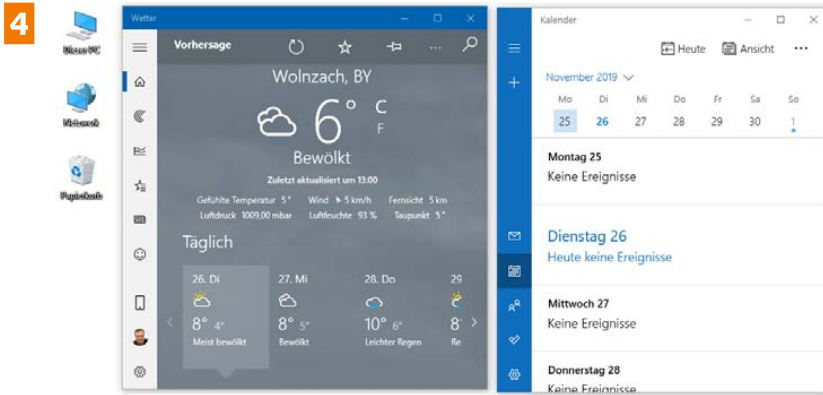 4
Dieser PC
Netzwerk
Papierkorb
Wetter
Vorhersage
Wolnzach, BY
6° C
F
Bewölkt
Zuletzt aktualisiert um 13:00
Gefühlte Temperatur 5° Wind 5 km/h Fernsicht 5 km
Luftdruck 1009,00 mbar Luftfeuchte 93 % Taupunkt 5°
Täglich
26. Di 27. Mi 28. Do 29
8° 4° 8° 5° 10° 6° 8°
Meist bewölkt Bewölkt Leichter Regen Re
Kalender
Heute Ansicht
November 2019
Mo Di Mi Do Fr Sa So
25 26 27 28 29 30 1
Montag 25
Keine Ereignisse
Dienstag 26
Heute keine Ereignisse
Mittwoch 27
Keine Ereignisse
Donnerstag 28
Keine Ereignisse